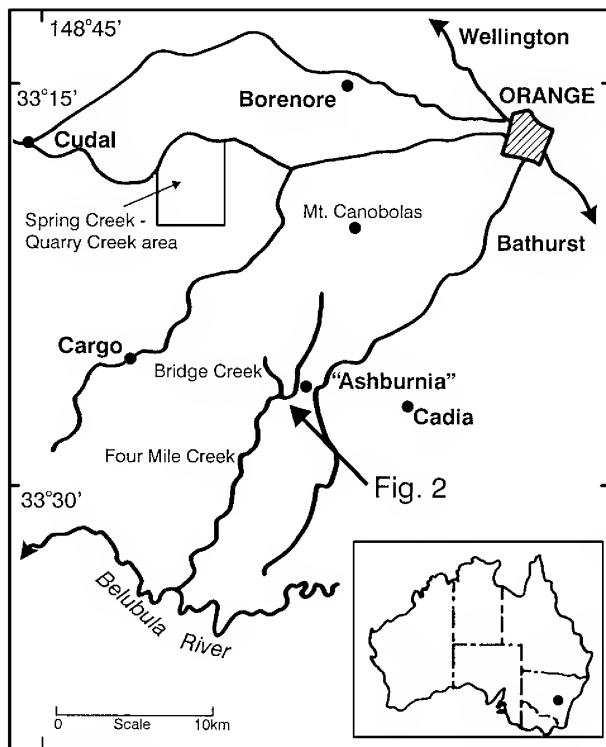 148°45'
Wellington
33°15'
ORANGE
Borenore
Cudal
Spring Creek -
Quarry Creek area
Mt. Canobolas
Bathurst
Cargo
Bridge Creek
"Ashburnia"
Cadia
Four Mile Creek
Fig. 2
33°30'
Belubula
River
0 Scale 10km